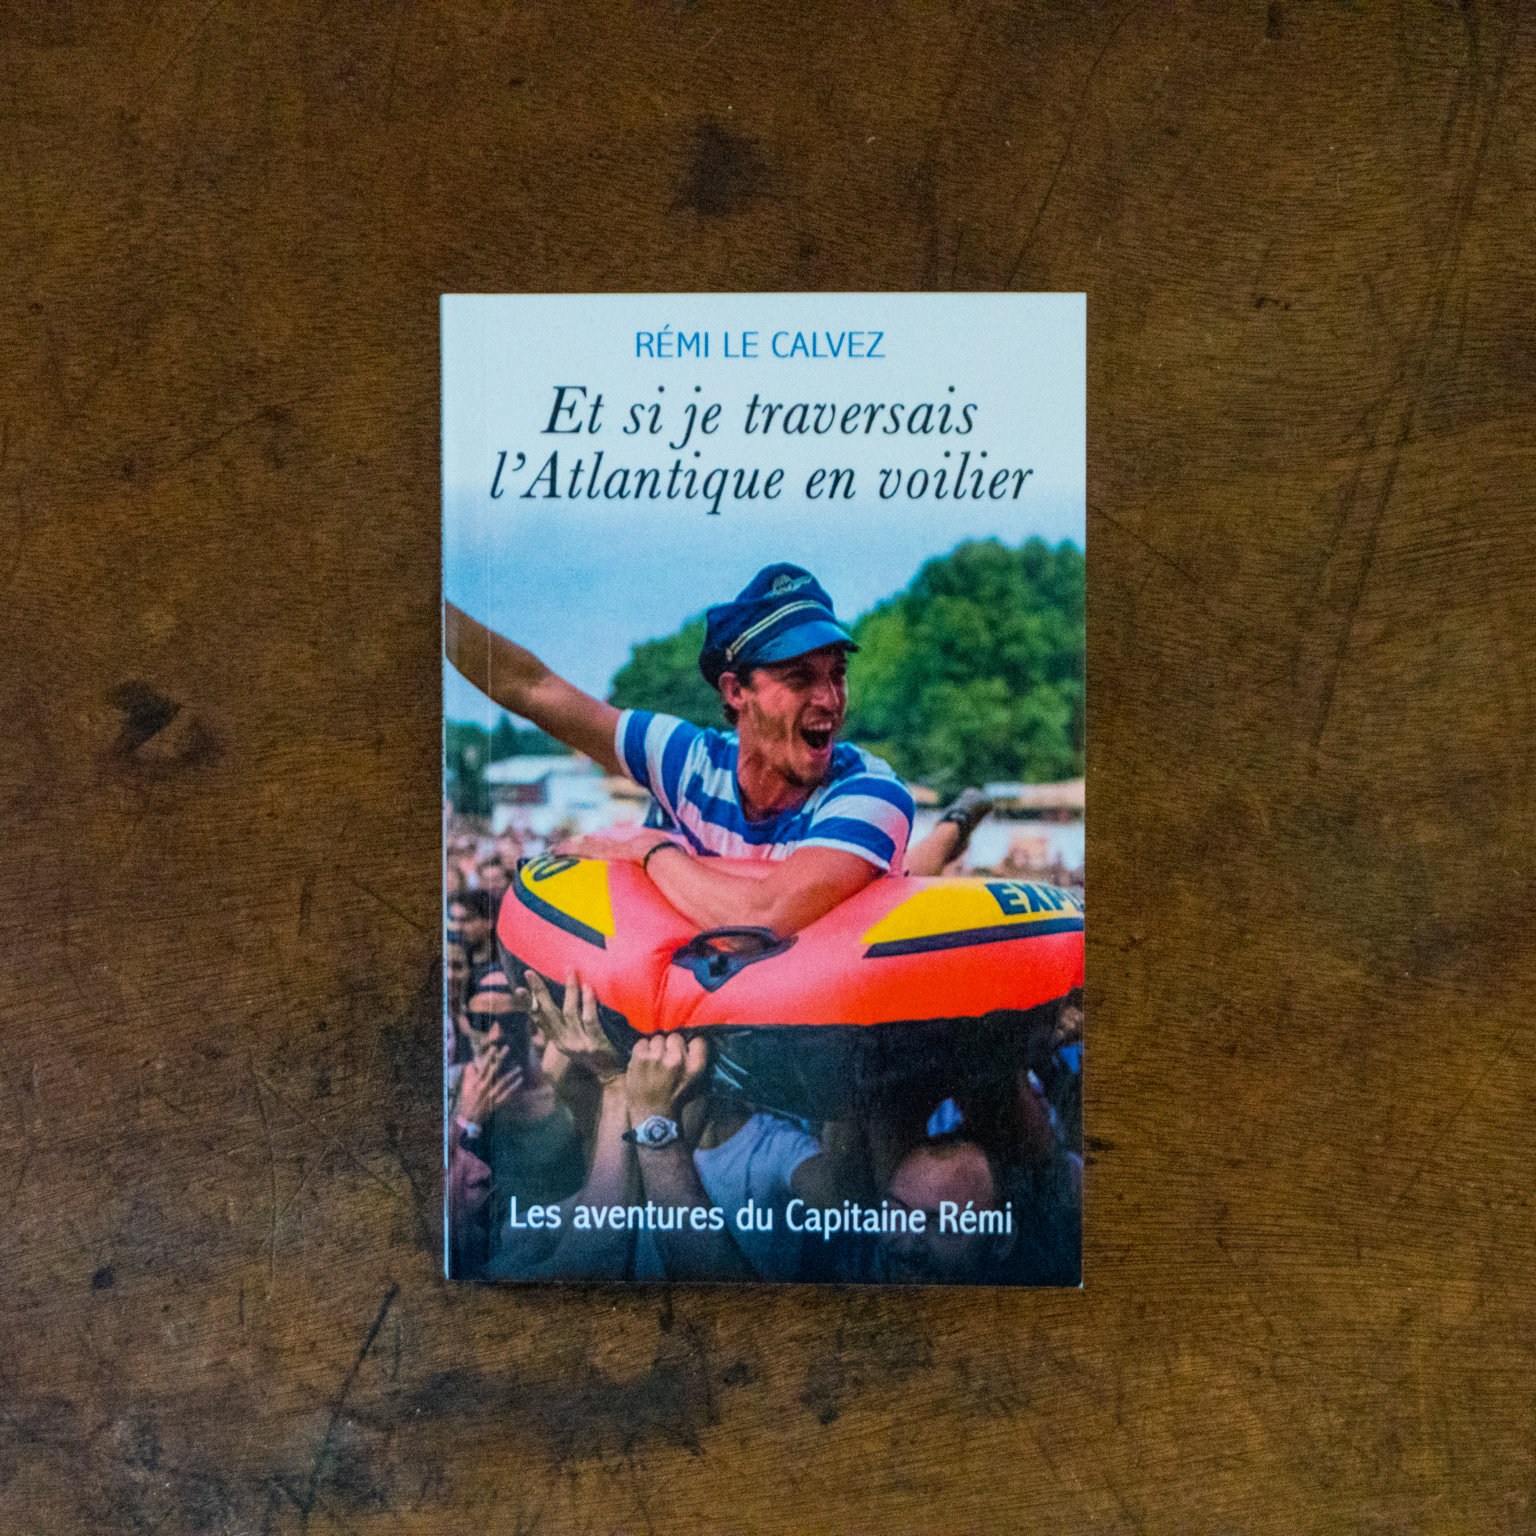 RÉMI LE CALVEZ
Et si je traversais
l'Atlantique en voilier
Les aventures du Capitaine Rémi